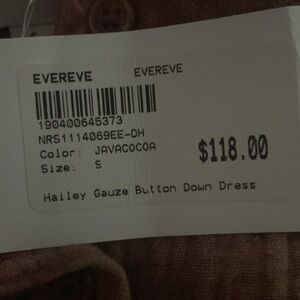 EVEREVE EVEREVE
190400645373
NRS1114069EE-DH
Color: JAVACOCOA
$118.00
Size: S
Hailey Gauze Button Down Dress